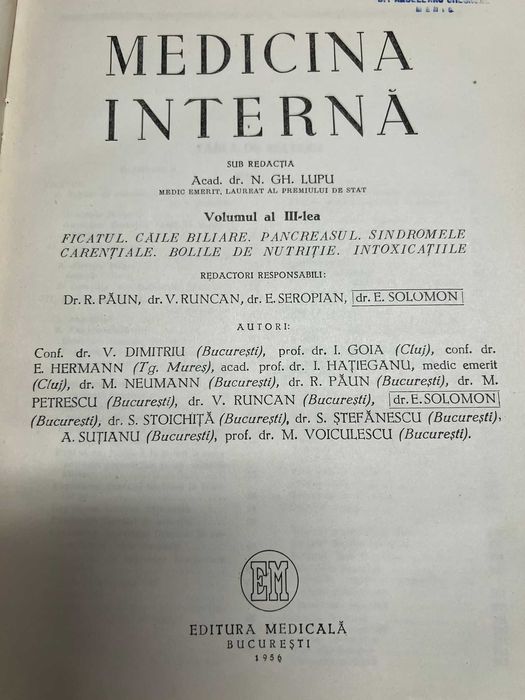 MEDICINA
INTERNĂ
SUB REDACȚIA
Acad. dr. N. GH. LUPU
MEDIC EMERIT, LAUREAT AL PREMIULUI DE STAT
Volumul al III-lea
FICATUL. CĂILE BILIARE. PANCREASUL. SINDROMELE
CARENȚIALE. BOLILE DE NUTRIȚIE. INTOXICAȚIILE
REDACTORI RESPONSABILI:
Dr. R. PĂUN, dr. V. RUNCAN, dr. E. SEROPIAN, dr. E. SOLOMON
AUTORI:
Conf. dr. V. DIMITRIU (București), prof. dr. I. GOIA (Cluj), conf. dr.
E. HERMANN (Tg. Mureș), acad. prof. dr. I. HAȚIEGANU, medic emerit
(Cluj), dr. M. NEUMANN (București), dr. R. PĂUN (București), dr. M.
PETRESCU (București), dr. V. RUNCAN (București), dr. E. SOLOMON
(București), dr. S. STOICHIȚĂ (București), dr. S. ȘTEFĂNESCU (București),
A. SUȚIANU (București), prof. dr. M. VOICULESCU (București).
EM
EDITURA MEDICALĂ
BUCUREȘTI
1956